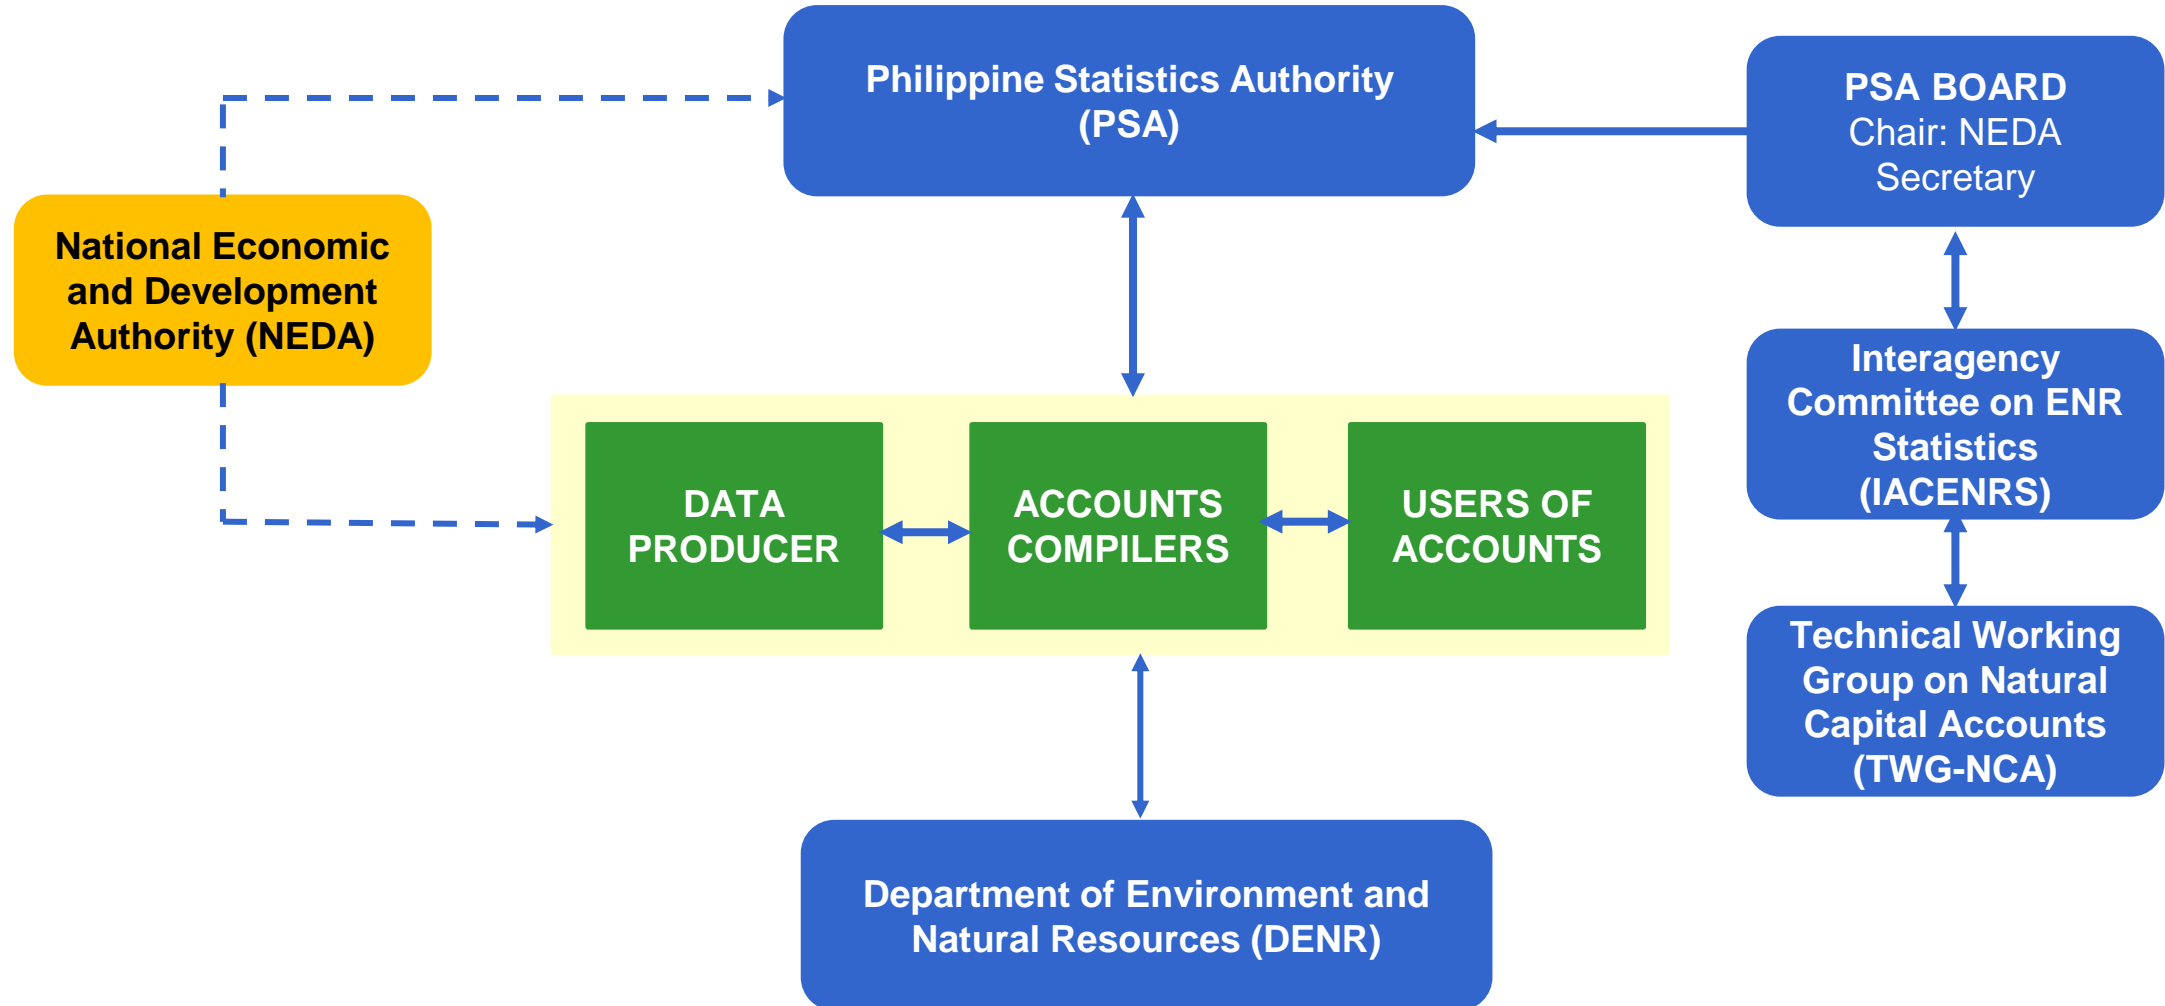 Philippine Statistics Authority
(PSA)
PSA BOARD
Chair: NEDA
Secretary
National Economic
and Development
Authority (NEDA)
Interagency
Committee on ENR
Statistics
(IACENRS)
DATA
PRODUCER
ACCOUNTS
COMPILERS
USERS OF
ACCOUNTS
Technical Working
Group on Natural
Capital Accounts
(TWG-NCA)
Department of Environment and
Natural Resources (DENR)